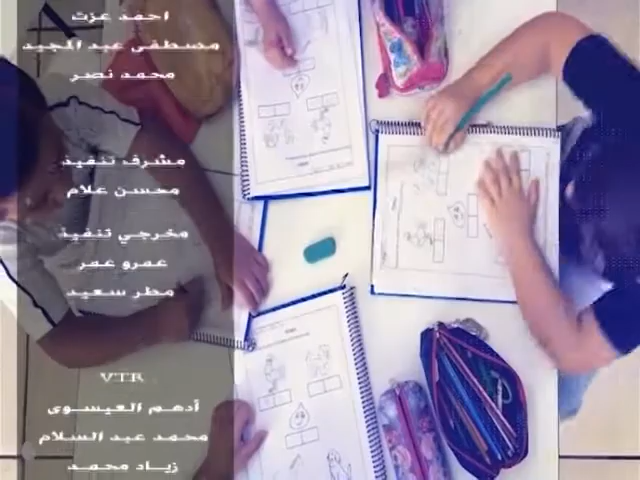 احمد عزت
مصطفى عبد المجيد
محمد نصر
مشرف تنفيذ
محسن علام
مخرجي تنفيذ
عمرو عمر
مطر سعيد
VTR
أدهم العيسوى
محمد عبد السلام
زياد محمد